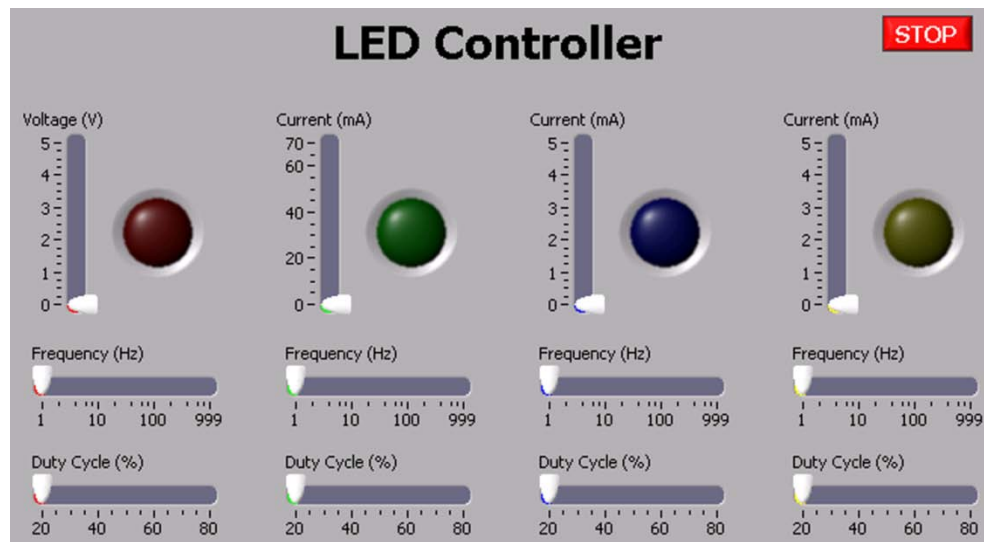 LED Controller
STOP
Voltage (V)
5
4
3
2
1
0
Frequency (Hz)
1 10 100 999
Duty Cycle (%)
20 40 60 80
Current (mA)
70
60
40
20
0
Frequency (Hz)
1 10 100 999
Duty Cycle (%)
20 40 60 80
Current (mA)
5
4
3
2
1
0
Frequency (Hz)
1 10 100 999
Duty Cycle (%)
20 40 60 80
Current (mA)
5
4
3
2
1
0
Frequency (Hz)
1 10 100 999
Duty Cycle (%)
20 40 60 80